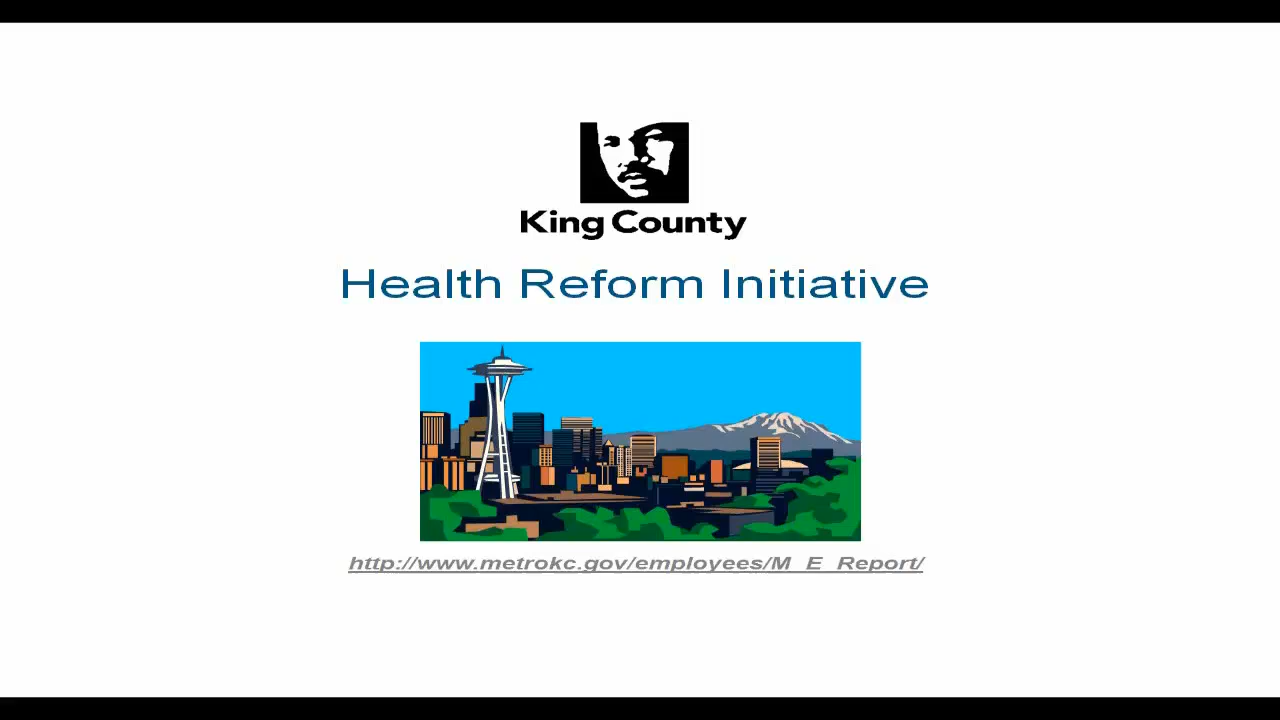 King County
Health Reform Initiative
http://www.metrokc.gov/employees/M_E_Report/